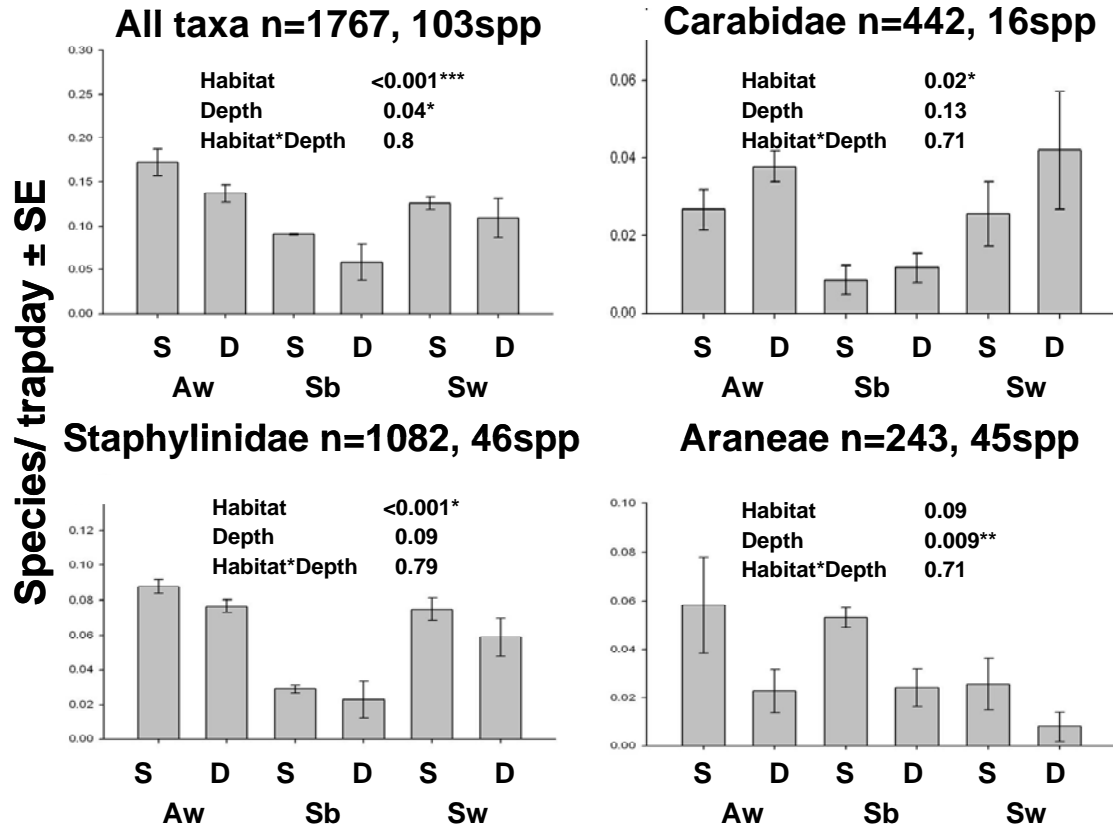 All taxa n=1767, 103spp
Habitat <0.001***
Depth 0.04*
Habitat*Depth 0.8
0.30
0.25
0.20
0.15
0.10
0.05
0.00
S D S D S D
Aw Sb Sw
Carabidae n=442, 16spp
Habitat 0.02*
Depth 0.13
Habitat*Depth 0.71
0.06
0.04
0.02
0.00
S D S D S D
Aw Sb Sw
Species/ trapday ± SE
Staphylinidae n=1082, 46spp
Habitat <0.001*
Depth 0.09
Habitat*Depth 0.79
0.12
0.10
0.08
0.06
0.04
0.02
0.00
S D S D S D
Aw Sb Sw
Araneae n=243, 45spp
Habitat 0.09
Depth 0.009**
Habitat*Depth 0.71
0.10
0.08
0.06
0.04
0.02
0.00
S D S D S D
Aw Sb Sw